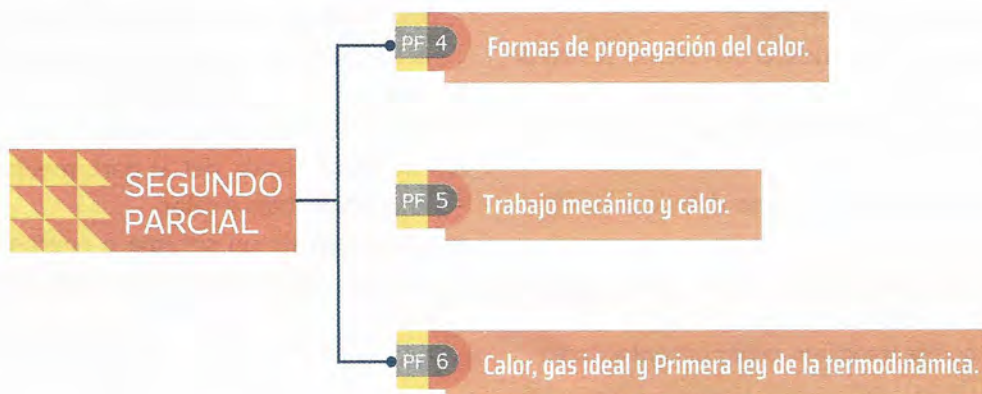 PF 4 Formas de propagación del calor.
SEGUNDO
PARCIAL
PF 5 Trabajo mecánico y calor.
PF 6 Calor, gas ideal y Primera ley de la termodinámica.